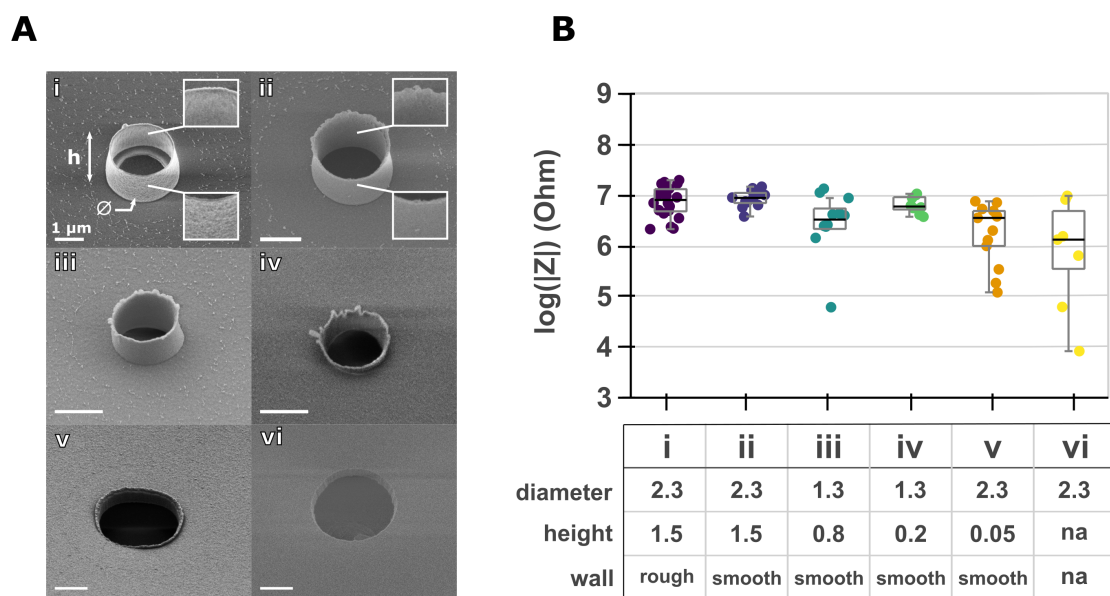 A
B
i
ii
h
Ø
1 μm
iii
iv
v
vi
log(|Z|) (Ohm)
9
8
7
6
5
4
3
i ii iii iv v vi
diameter 2.3 2.3 1.3 1.3 2.3 2.3
height 1.5 1.5 0.8 0.2 0.05 na
wall rough smooth smooth smooth smooth na